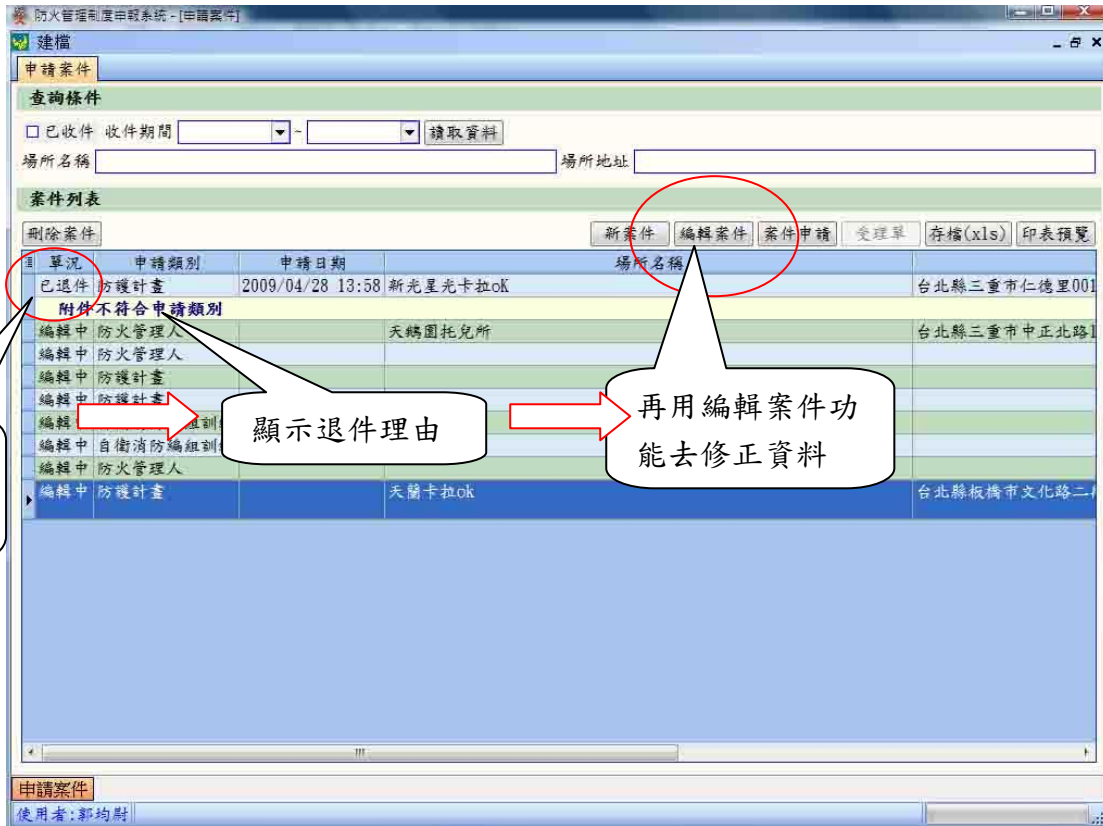 防火管理制度申報系統 - [申請案件]
建檔
申請案件
查詢條件
已收件 收件期間 ~ 讀取資料
場所名稱 場所地址
案件列表
刪除案件 新案件 編輯案件 案件申請 受理單 存檔(xls) 印表預覽
單況 申請類別 申請日期 場所名稱
已退件 防護計畫 2009/04/28 13:58 新光星光卡拉oK 台北縣三重市仁德里001
附件不符合申請類別
編輯中 防火管理人 天鵝園托兒所 台北縣三重市中正北路1
編輯中 防火管理人
編輯中 防護計畫
編輯中 防護計畫
編輯
編輯中 自衛消防編組訓
編輯中 防火管理人
編輯中 防護計畫 天籟卡拉ok 台北縣板橋市文化路二
顯示退件理由
再用編輯案件功
能去修正資料
申請案件
使用者:郭均尉